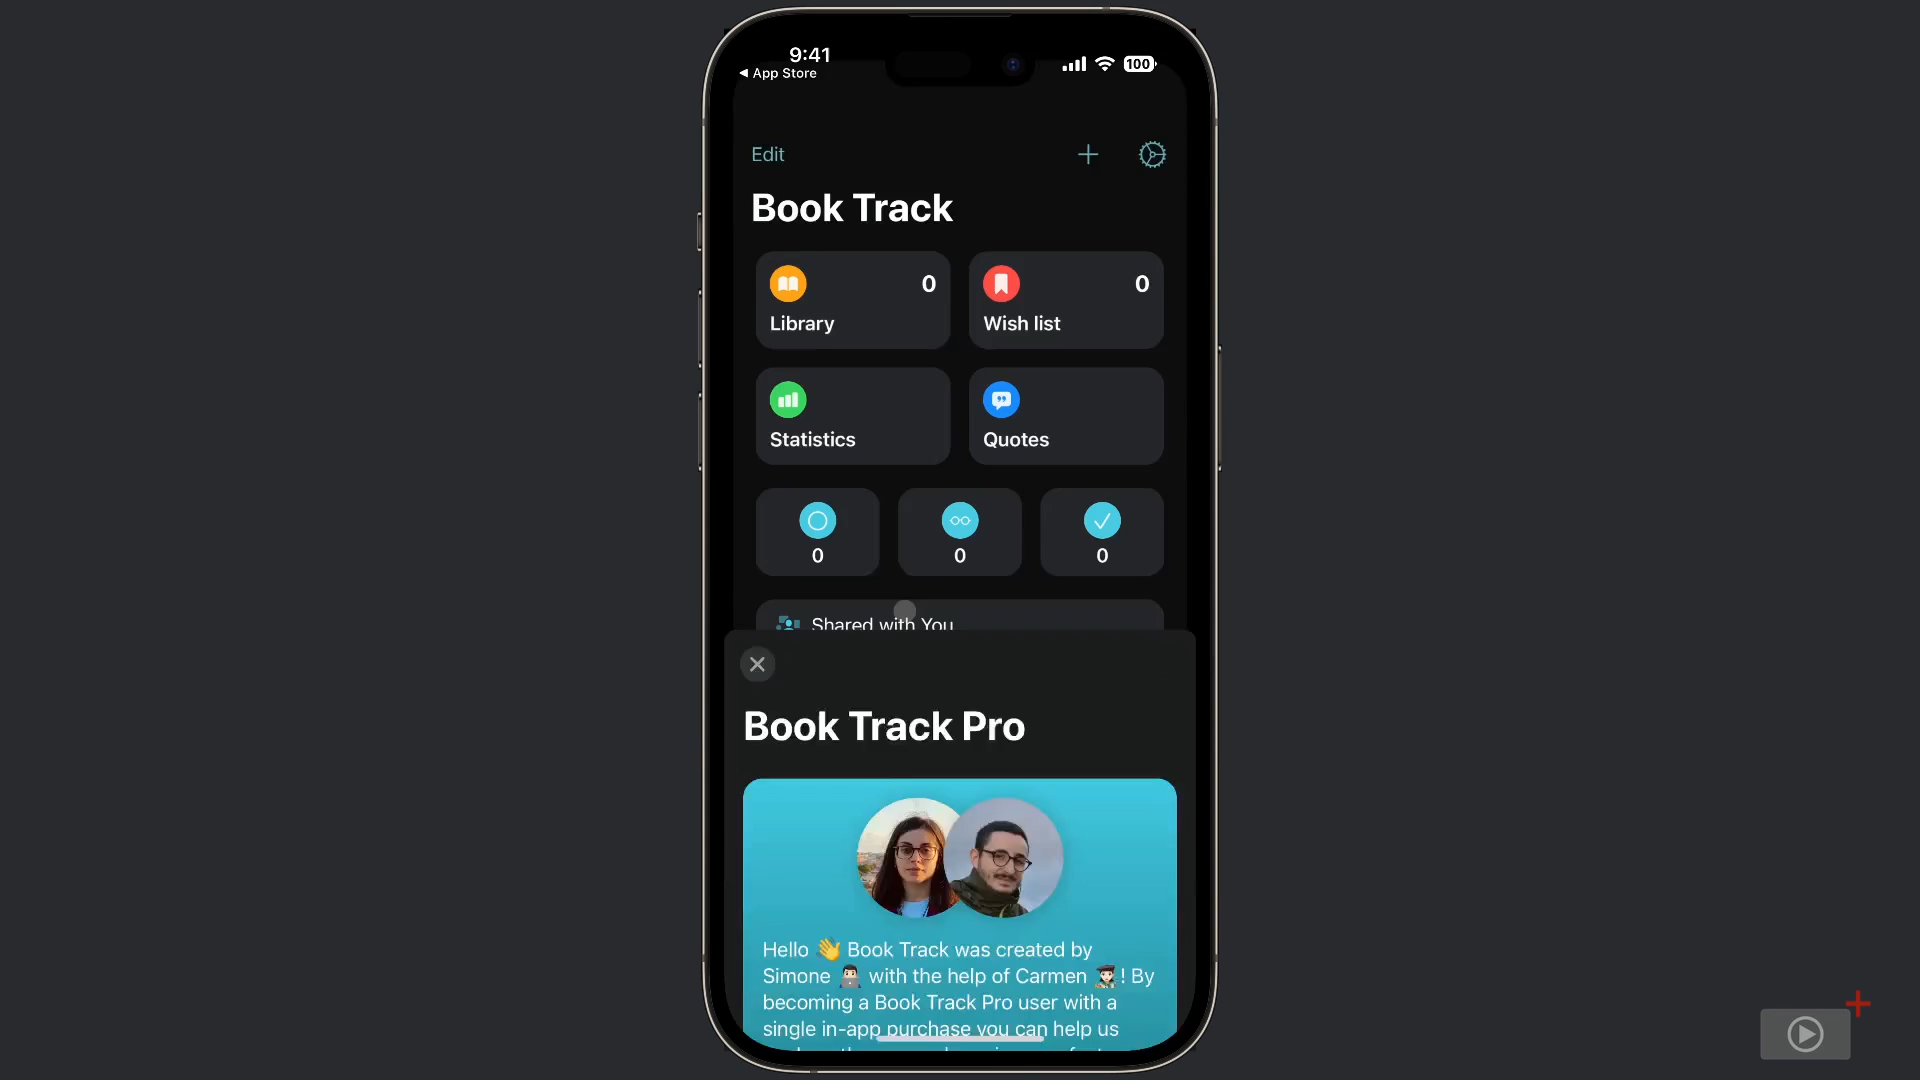 9:41
100
◀ App Store
Edit
Book Track
0
0
Library
Wish list
Statistics
Quotes
0
0
0
Shared with You
Book Track Pro
Hello 👋 Book Track was created by
Simone 👨🏻‍💻 with the help of Carmen 👩🏻‍🎨! By
becoming a Book Track Pro user with a
single in-app purchase you can help us